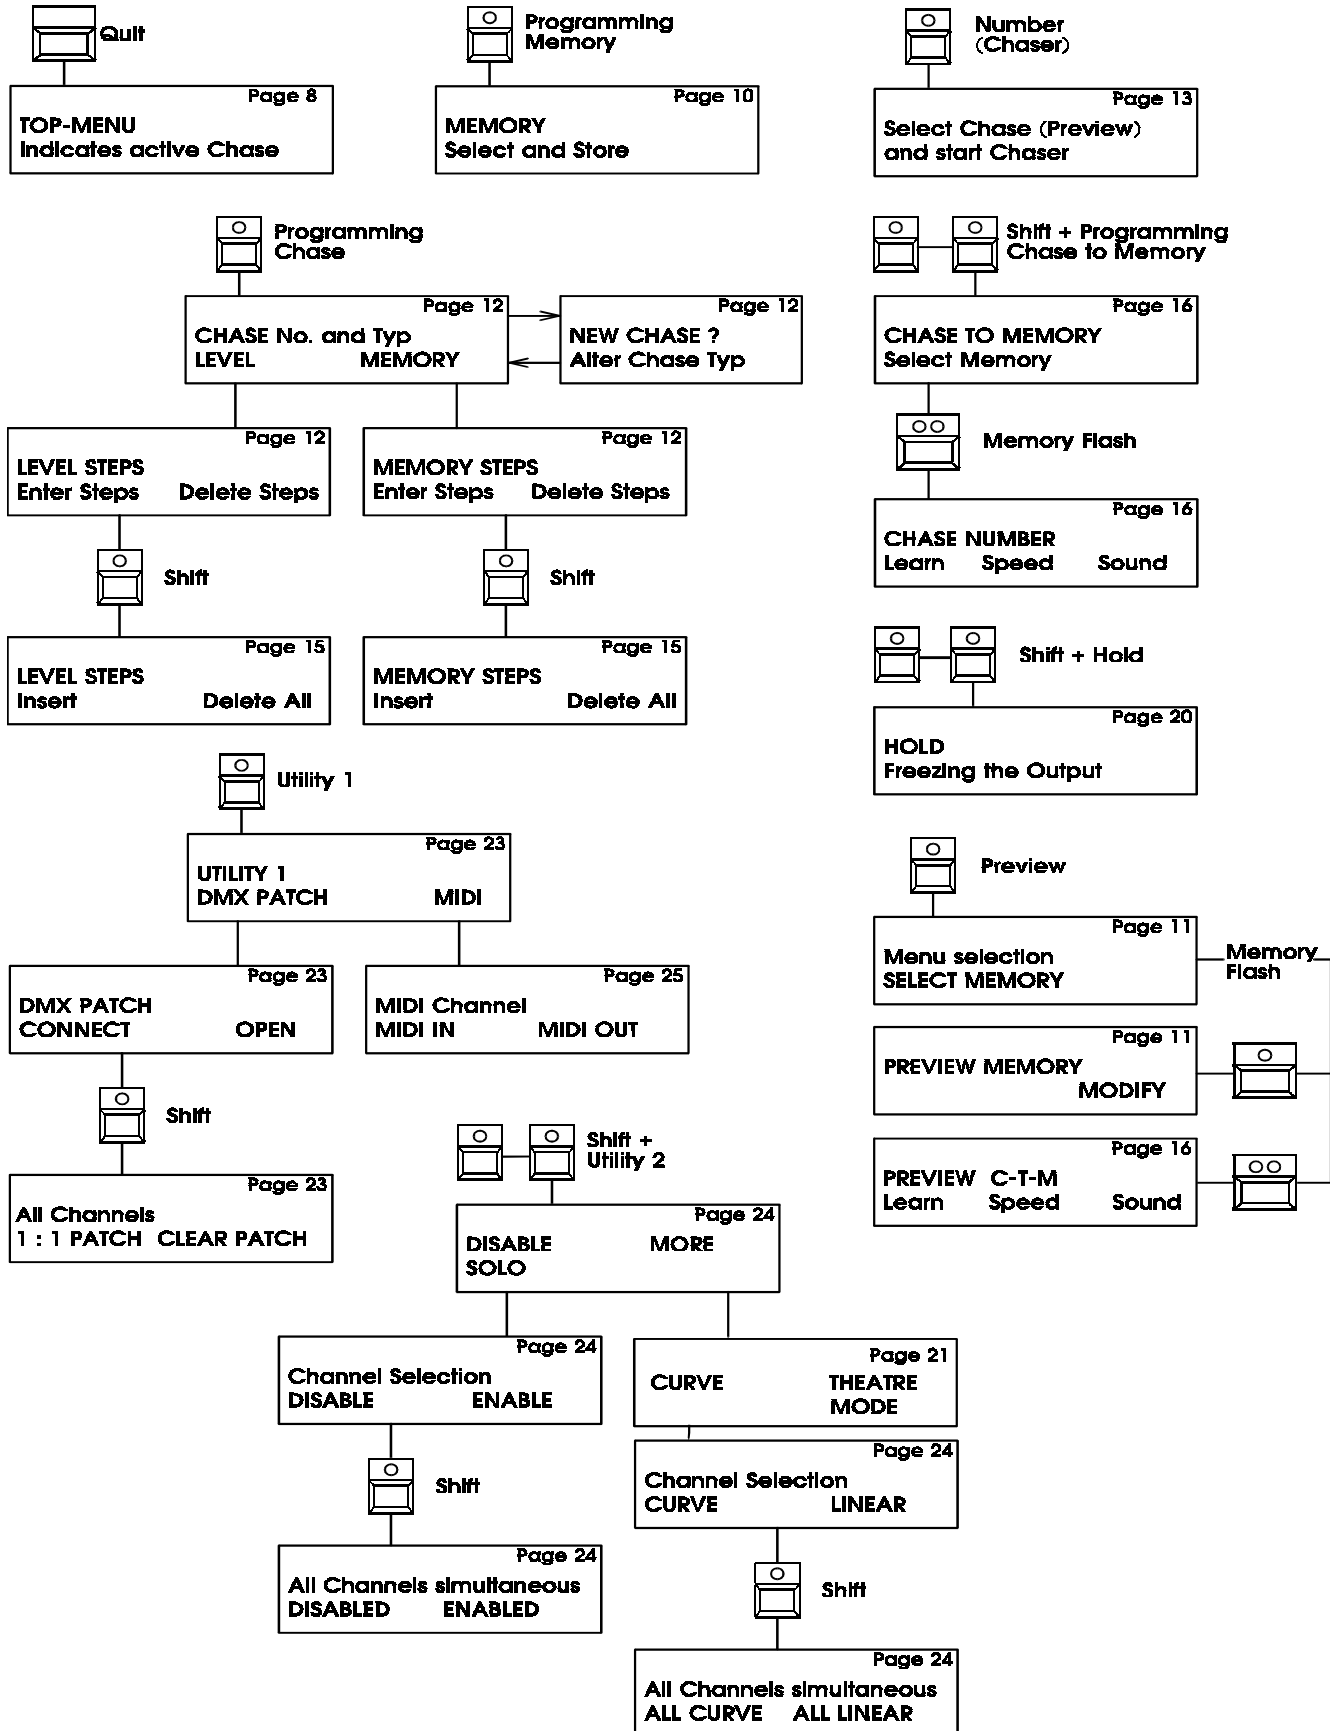 Quit
Page 8
TOP-MENU
Indicates active Chase
Programming
Memory
Page 10
MEMORY
Select and Store
Number
(Chaser)
Page 13
Select Chase (Preview)
and start Chaser
Programming
Chase
Page 12
CHASE No. and Typ
LEVEL MEMORY
Page 12
NEW CHASE ?
Alter Chase Typ
Page 12
LEVEL STEPS
Enter Steps Delete Steps
Page 12
MEMORY STEPS
Enter Steps Delete Steps
Shift
Shift
Page 15
LEVEL STEPS
Insert Delete All
Page 15
MEMORY STEPS
Insert Delete All
Shift + Programming
Chase to Memory
Page 16
CHASE TO MEMORY
Select Memory
Memory Flash
Page 16
CHASE NUMBER
Learn Speed Sound
Shift + Hold
Page 20
HOLD
Freezing the Output
Utility 1
Page 23
UTILITY 1
DMX PATCH MIDI
Page 23
DMX PATCH
CONNECT OPEN
Page 25
MIDI Channel
MIDI IN MIDI OUT
Shift
Page 23
All Channels
1 : 1 PATCH CLEAR PATCH
Preview
Page 11
Menu selection
SELECT MEMORY
Memory
Flash
Page 11
PREVIEW MEMORY
MODIFY
Page 16
PREVIEW C-T-M
Learn Speed Sound
Shift +
Utility 2
Page 24
DISABLE MORE
SOLO
Page 24
Channel Selection
DISABLE ENABLE
Shift
Page 24
All Channels simultaneous
DISABLED ENABLED
Page 21
CURVE THEATRE
MODE
Page 24
Channel Selection
CURVE LINEAR
Shift
Page 24
All Channels simultaneous
ALL CURVE ALL LINEAR